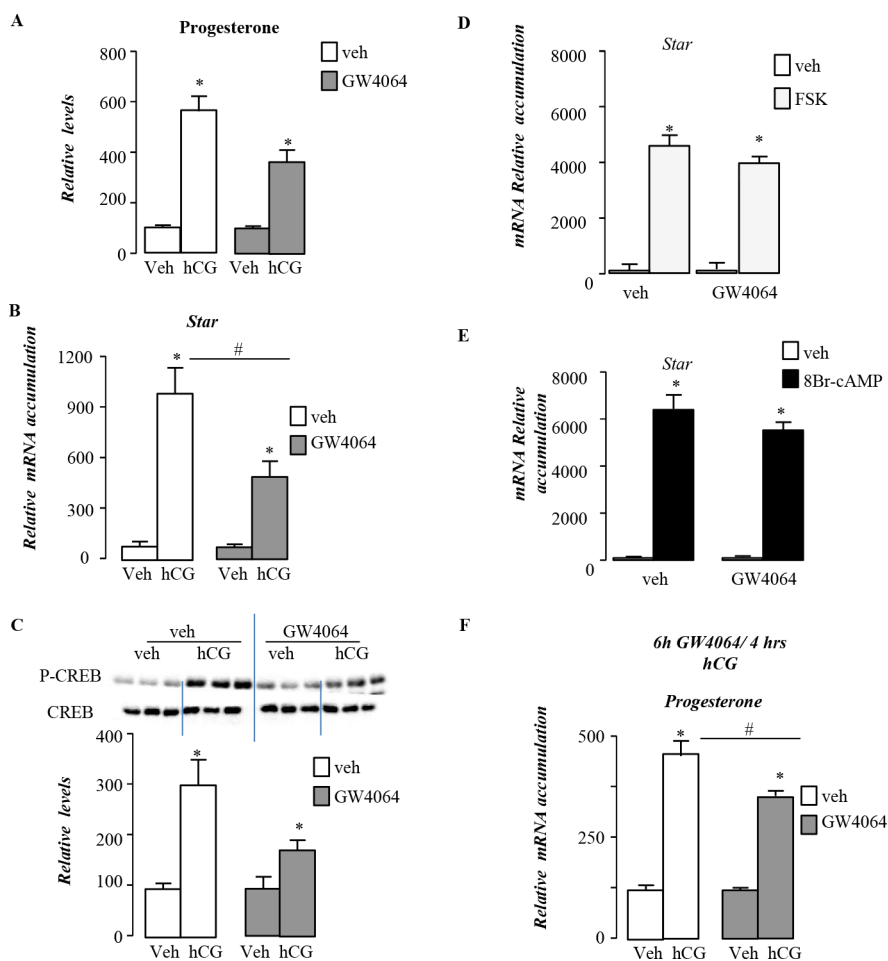 A
Progesterone
800
600
400
200
0
Relative levels
* *
Veh hCG Veh hCG
veh
GW4064
B
Star
1200
900
600
300
0
Relative mRNA accumulation
* # *
Veh hCG Veh hCG
veh
GW4064
C
veh GW4064
veh hCG veh hCG
P-CREB
CREB
400
300
200
100
0
Relative levels
* *
Veh hCG Veh hCG
veh
GW4064
D
Star
8000
6000
4000
2000
0
mRNA Relative accumulation
* *
veh GW4064
veh
FSK
E
Star
8000
6000
4000
2000
0
mRNA Relative
accumulation
* *
veh GW4064
veh
8Br-cAMP
F
6h GW4064/ 4 hrs
hCG
Progesterone
500
250
0
Relative mRNA accumulation
* # *
Veh hCG Veh hCG
veh
GW4064